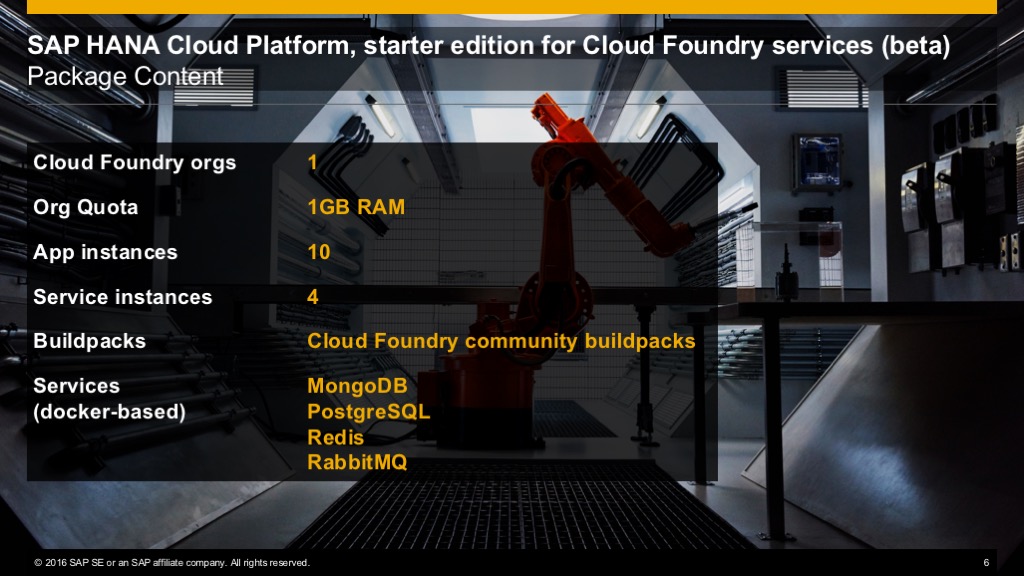 SAP HANA Cloud Platform, starter edition for Cloud Foundry services (beta)
Package Content
Cloud Foundry orgs 1
Org Quota 1GB RAM
App instances 10
Service instances 4
Buildpacks Cloud Foundry community buildpacks
Services MongoDB
(docker-based) PostgreSQL
Redis
RabbitMQ
© 2016 SAP SE or an SAP affiliate company. All rights reserved. 6